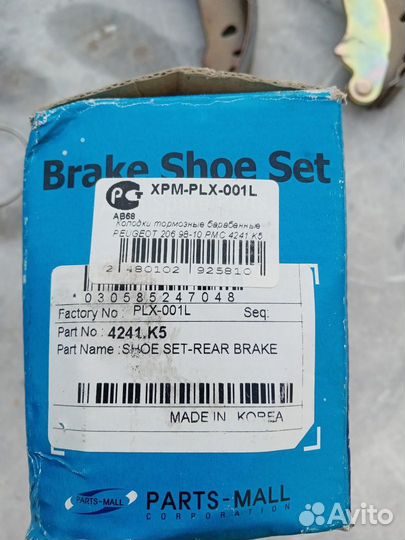 Brake Shoe Set
РСТ XPM-PLX-001L
АВ68
Колодки тормозные барабанные
PEUGEOT 206 98-10 PMC 4241.K5
2 480102 925810
*030585247048
Factory No : PLX-001L Seq:
Part No : 4241.K5
Part Name : SHOE SET-REAR BRAKE
MADE IN KOREA
PARTS-MALL
PARTS-MALL
CORPORATION
Avito